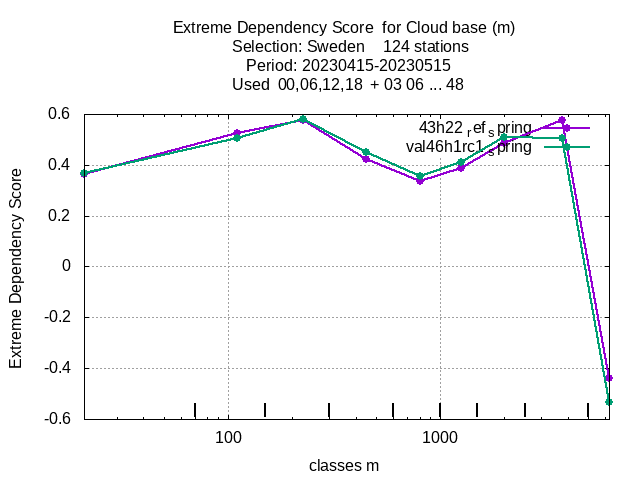 Extreme Dependency Score  for Cloud base (m)
Selection: Sweden    124 stations
Period: 20230415-20230515
Used  00,06,12,18  + 03 06 ... 48
0.6
43h22_ref_spring
val46h1rc1_spring
0.4
0.2
0
-0.2
-0.4
-0.6
Extreme Dependency Score
100
1000
classes m